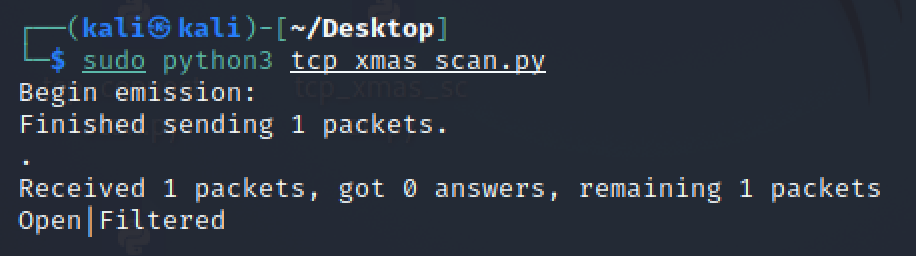 ┌──(kali㉿kali)-[~/Desktop]
└─$ sudo python3 tcp_xmas_scan.py
Begin emission:
Finished sending 1 packets.
.
Received 1 packets, got 0 answers, remaining 1 packets
Open|Filtered
tcp_xmas_sc